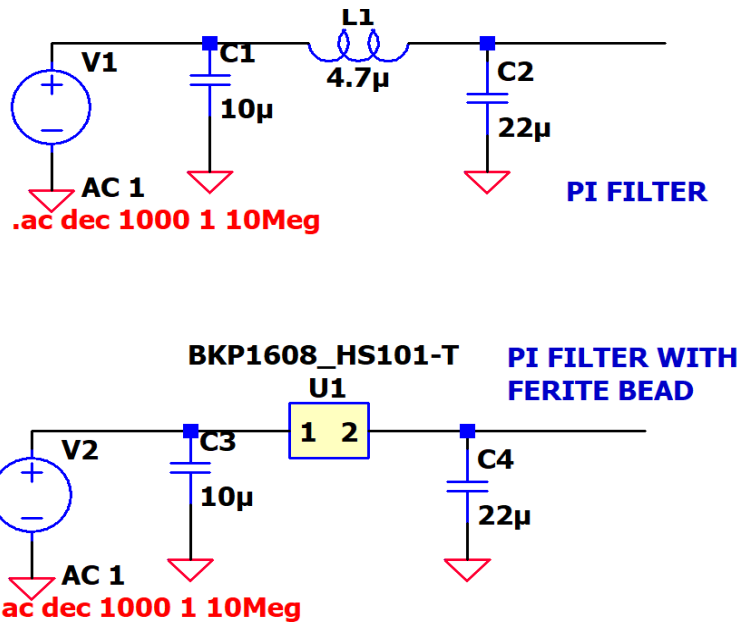 L1
V1
C1
4.7µ
C2
10µ
22µ
AC 1
PI FILTER
.ac dec 1000 1 10Meg
BKP1608_HS101-T
PI FILTER WITH
U1
FERITE BEAD
V2
C3
1 2
C4
10µ
22µ
AC 1
ac dec 1000 1 10Meg